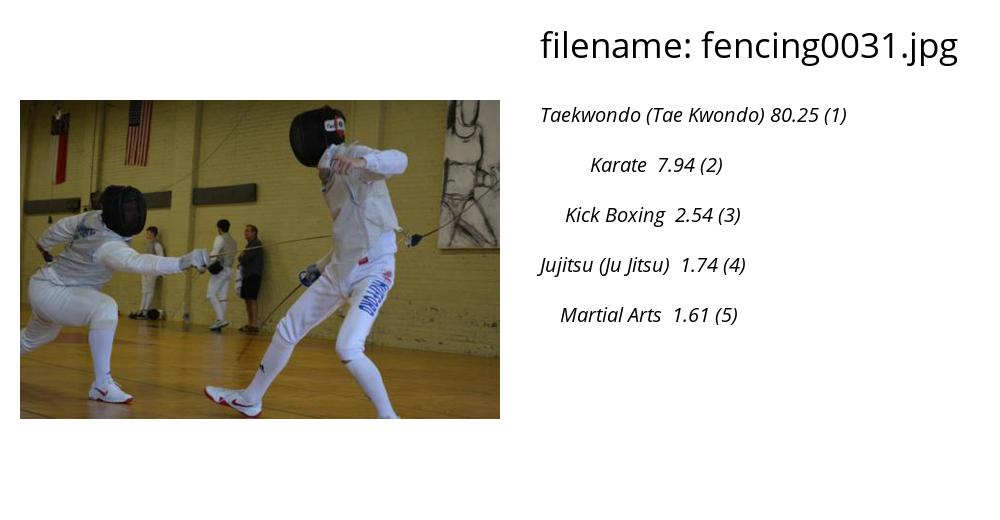 filename: fencing0031.jpg
Taekwondo (Tae Kwondo) 80.25 (1)
Karate 7.94 (2)
Kick Boxing 2.54 (3)
Jujitsu (Ju Jitsu) 1.74 (4)
Martial Arts 1.61 (5)